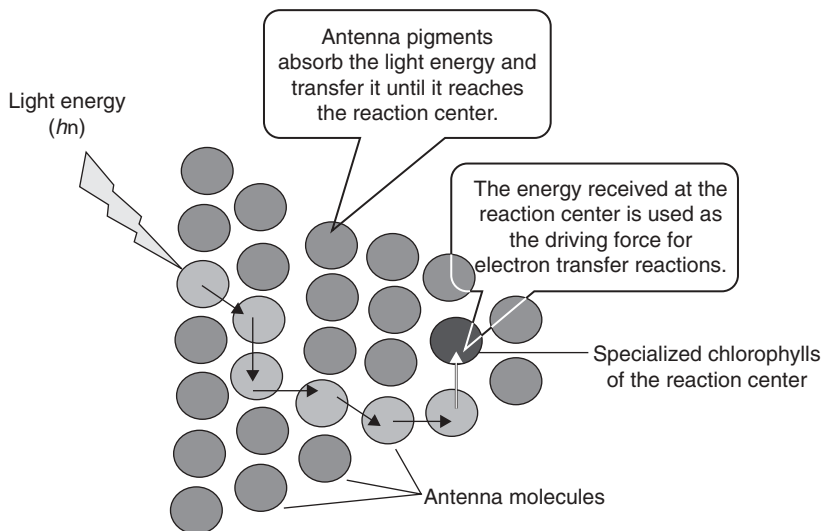 Antenna pigments
absorb the light energy and
transfer it until it reaches
the reaction center.
Light energy
(hn)
The energy received at the
reaction center is used as
the driving force for
electron transfer reactions.
Specialized chlorophylls
of the reaction center
Antenna molecules